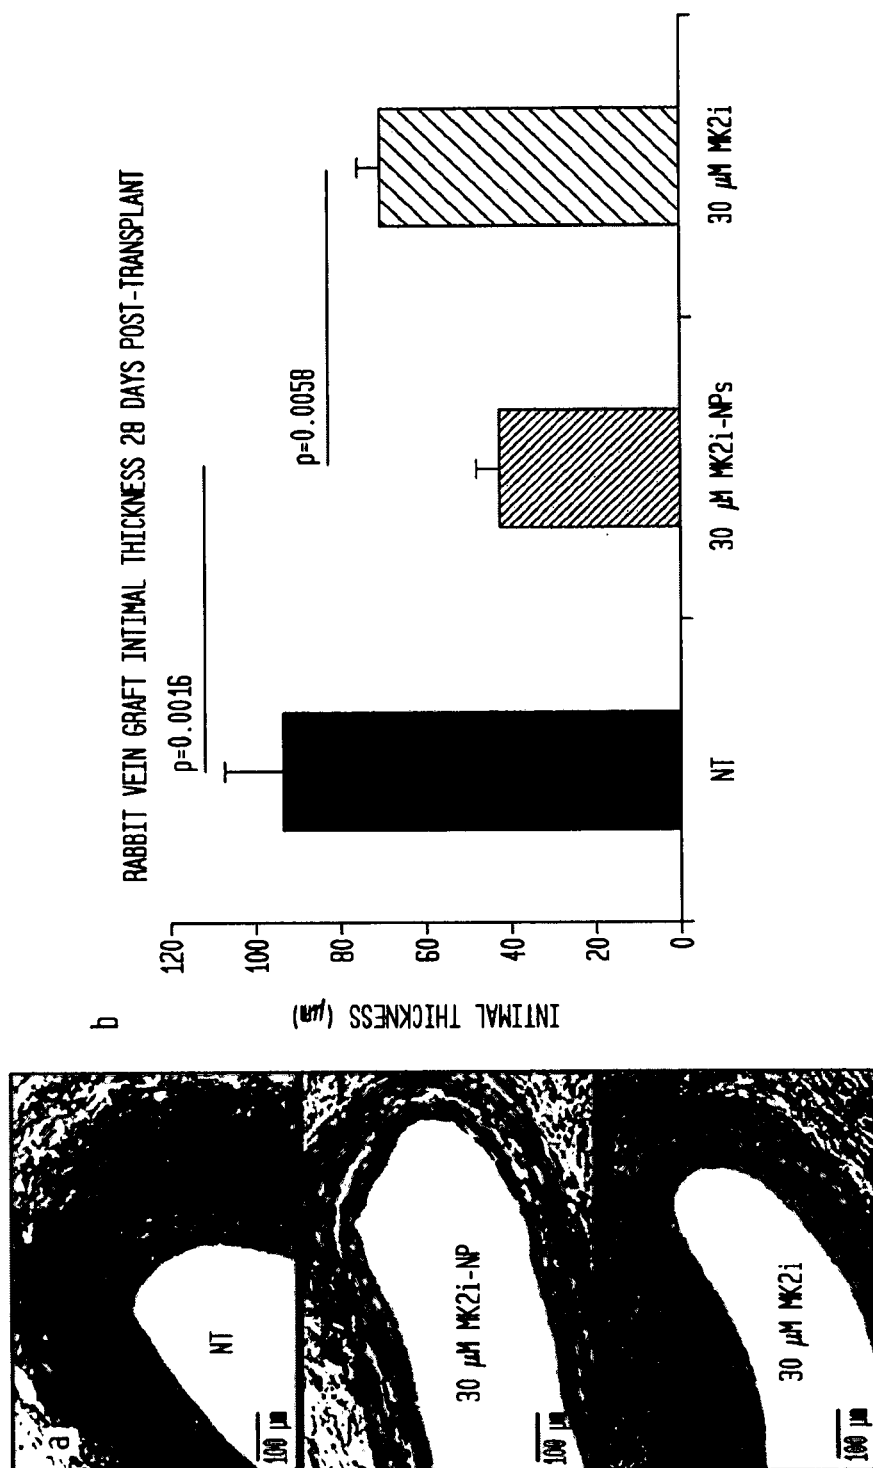 a
NT
100 μm
30 μM MK2i-NP
100 μm
30 μM MK2i
100 μm
b
RABBIT VEIN GRAFT INTIMAL THICKNESS 28 DAYS POST-TRANSPLANT
p=0.0016
p=0.0058
INTIMAL THICKNESS (μm)
120
100
80
60
40
20
0
NT
30 μM MK2i-NPs
30 μM MK2i